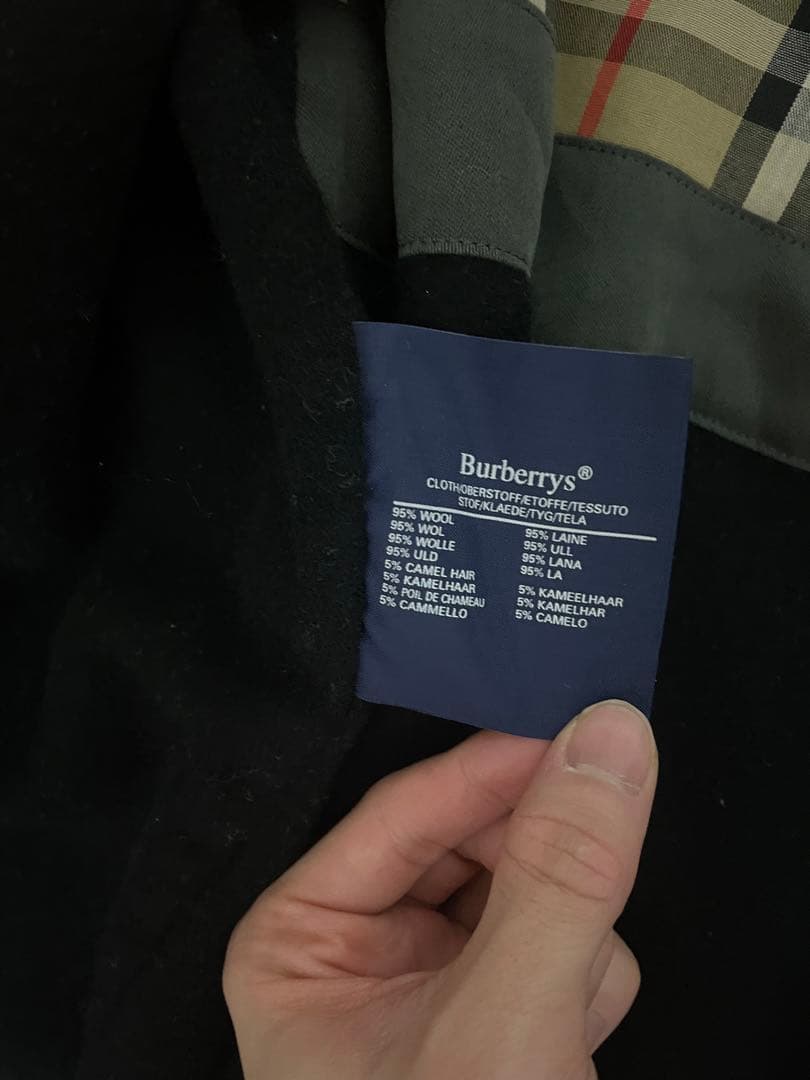 Burberrys®
CLOTH/OBERSTOFF/ETOFFE/TESSUTO
STOF/KLAEDE/TYG/TELA
95% WOOL
95% WOL
95% WOLLE
95% ULD
5% CAMEL HAIR
5% KAMELHAAR
5% POIL DE CHAMEAU
5% CAMMELLO
95% LAINE
95% ULL
95% LANA
95% LA
5% KAMEELHAAR
5% KAMELHAR
5% CAMELO